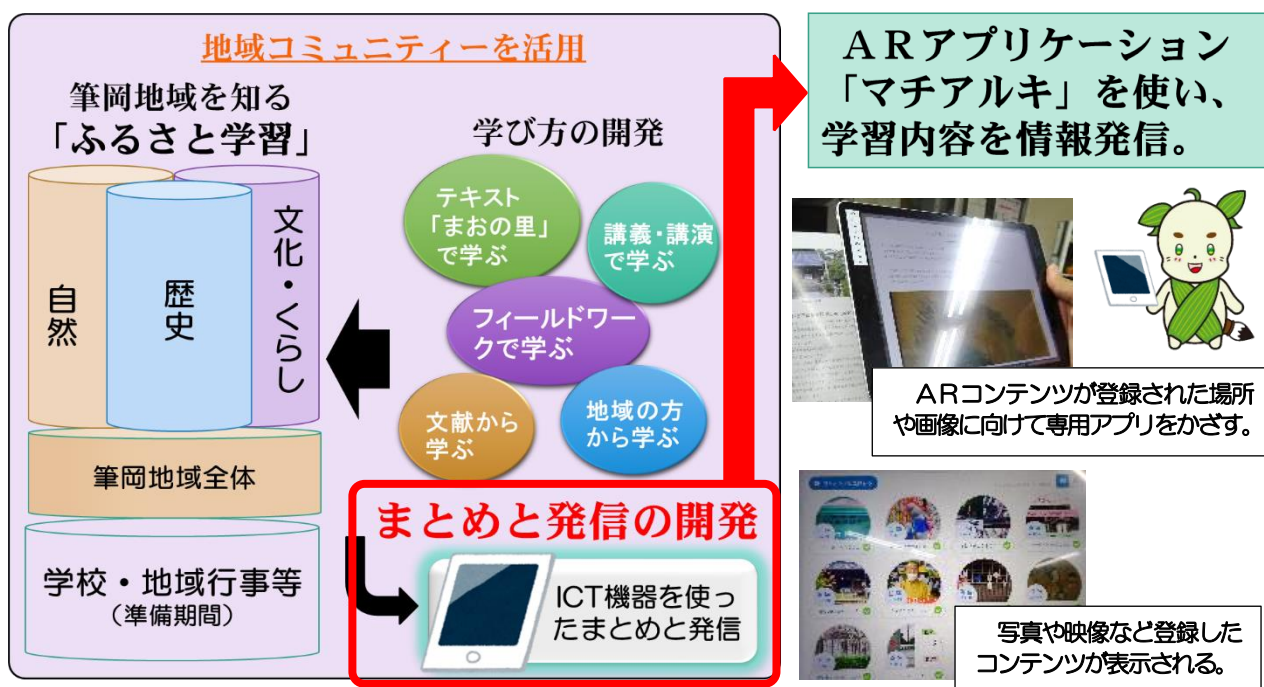 地域コミュニティーを活用
筆岡地域を知る
「ふるさと学習」
自然
歴史
文化・くらし
筆岡地域全体
学校・地域行事等
（準備期間）
学び方の開発
テキスト
「まおの里」
で学ぶ
講義・講演
で学ぶ
フィールドワー
クで学ぶ
文献から
学ぶ
地域の方
から学ぶ
まとめと発信の開発
ICT機器を使っ
たまとめと発信
ＡＲアプリケーション
「マチアルキ」を使い、
学習内容を情報発信。
ＡＲコンテンツが登録された場所
や画像に向けて専用アプリをかざす。
写真や映像など登録した
コンテンツが表示される。